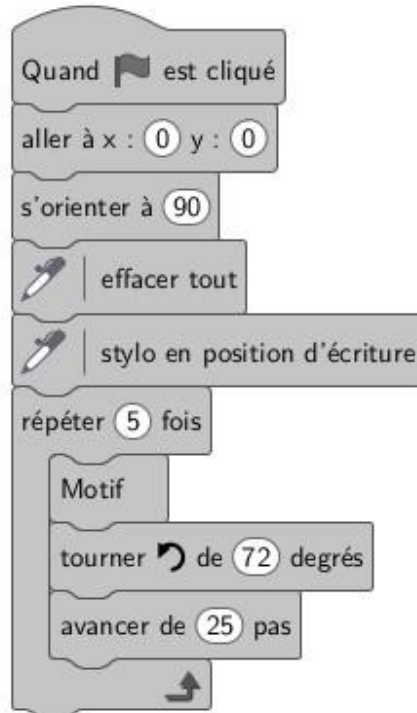 Quand est cliqué
aller à x : 0 y : 0
s'orienter à 90
effacer tout
stylo en position d'écriture
répéter 5 fois
Motif
tourner de 72 degrés
avancer de 25 pas